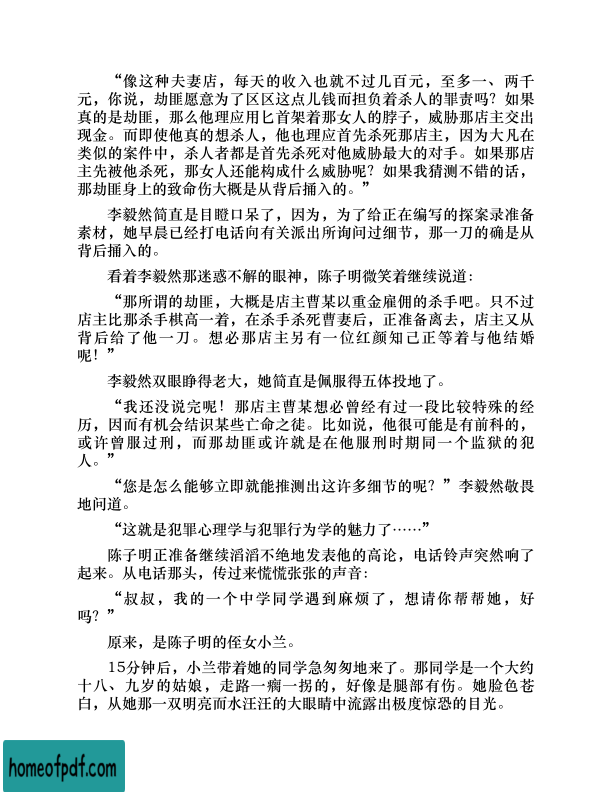 “像这种夫妻店，每天的收入也就不过几百元，至多一、两千
元，你说，劫匪愿意为了区区这点儿钱而担负着杀人的罪责吗？如果
真的是劫匪，那么他理应用匕首架着那女人的脖子，威胁那店主交出
现金。而即使他真的想杀人，他也理应首先杀死那店主，因为大凡在
类似的案件中，杀人者都是首先杀死对他威胁最大的对手。如果那店
主先被他杀死，那女人还能构成什么威胁呢？如果我猜测不错的话，
那劫匪身上的致命伤大概是从背后捅入的。”
李毅然简直是目瞪口呆了，因为，为了给正在编写的探案录准备
素材，她早晨已经打电话向有关派出所询问过细节，那一刀的确是从
背后捅入的。
看着李毅然那迷惑不解的眼神，陈子明微笑着继续说道：
“那所谓的劫匪，大概是店主曹某以重金雇佣的杀手吧。只不过
店主比那杀手棋高一着，在杀手杀死曹妻后，正准备离去，店主又从
背后给了他一刀。想必那店主另有一位红颜知己正等着与他结婚
呢！”
李毅然双眼睁得老大，她简直是佩服得五体投地了。
“我还没说完呢！那店主曹某想必曾经有过一段比较特殊的经
历，因而有机会结识某些亡命之徒。比如说，他很可能是有前科的，
或许曾服过刑，而那劫匪或许就是在他服刑时期同一个监狱的犯
人。”
“您是怎么能够立即就能推测出这许多细节的呢？”李毅然敬畏
地问道。
“这就是犯罪心理学与犯罪行为学的魅力了……”
陈子明正准备继续滔滔不绝地发表他的高论，电话铃声突然响了
起来。从电话那头，传过来慌慌张张的声音：
“叔叔，我的一个中学同学遇到麻烦了，想请你帮帮她，好
吗？”
原来，是陈子明的侄女小兰。
15分钟后，小兰带着她的同学急匆匆地来了。那同学是一个大约
十八、九岁的姑娘，走路一瘸一拐的，好像是腿部有伤。她脸色苍
白，从她那一双明亮而水汪汪的大眼睛中流露出极度惊恐的目光。
homeofpdf.com